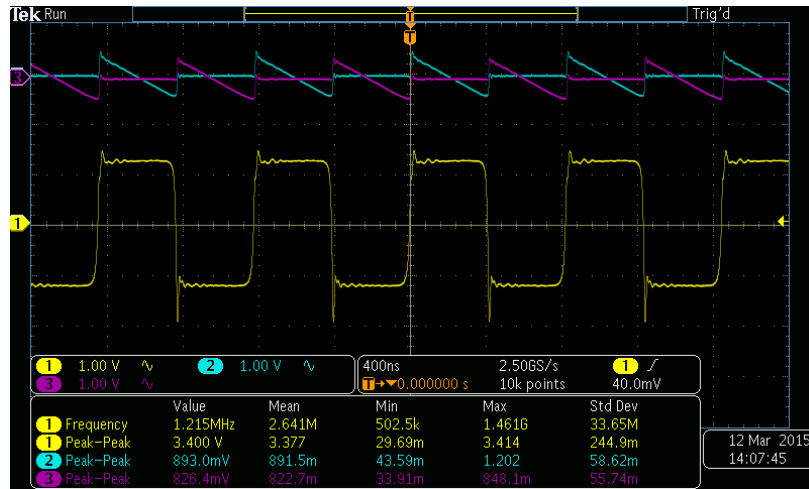 Tek Run Trig'd
T
T
3
1
1 1.00 V 2 1.00 V
3 1.00 V
400ns 2.50GS/s 1
T→▼0.000000 s 10k points 40.0mV
Value Mean Min Max Std Dev
1 Frequency 1.215MHz 2.641M 502.5k 1.461G 33.65M
1 Peak-Peak 3.400 V 3.377 29.69m 3.414 244.9m
2 Peak-Peak 893.0mV 891.5m 43.59m 1.202 58.62m
3 Peak-Peak 826.4mV 822.7m 33.91m 848.1m 55.74m
12 Mar 2015
14:07:45